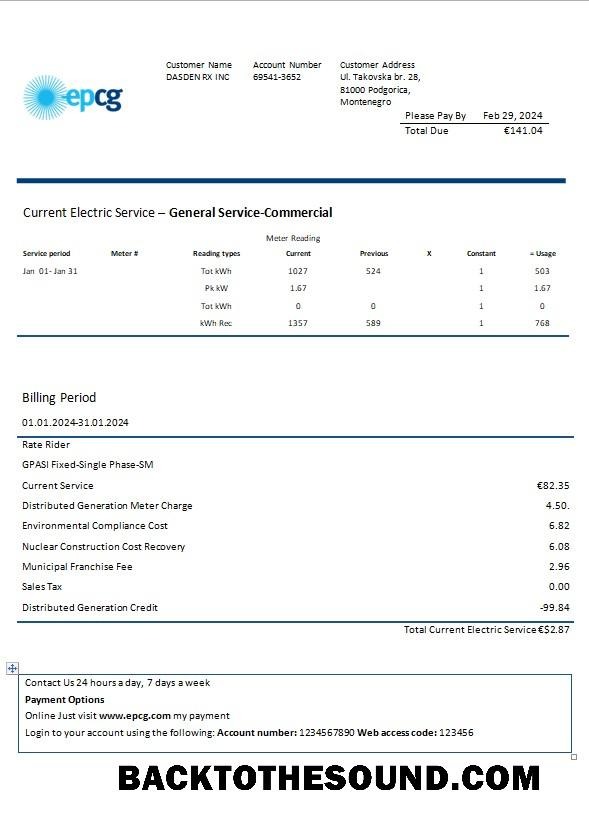 epcg
Customer Name Account Number Customer Address
DASDEN RX INC 69541-3652 Ul. Takovska br. 28,
81000 Podgorica,
Montenegro
Please Pay By Feb 29, 2024
Total Due €141.04
Current Electric Service – General Service-Commercial
Meter Reading
Service period Meter # Reading types Current Previous X Constant = Usage
Jan 01- Jan 31 Tot kWh 1027 524 1 503
Pk kW 1.67 1 1.67
Tot kWh 0 0 1 0
kWh Rec 1357 589 1 768
Billing Period
01.01.2024-31.01.2024
Rate Rider
GPASI Fixed-Single Phase-SM
Current Service €82.35
Distributed Generation Meter Charge 4.50.
Environmental Compliance Cost 6.82
Nuclear Construction Cost Recovery 6.08
Municipal Franchise Fee 2.96
Sales Tax 0.00
Distributed Generation Credit -99.84
Total Current Electric Service €$2.87
Contact Us 24 hours a day, 7 days a week
Payment Options
Online Just visit www.epcg.com my payment
Login to your account using the following: Account number: 1234567890 Web access code: 123456
BACKTOTHESOUND.COM